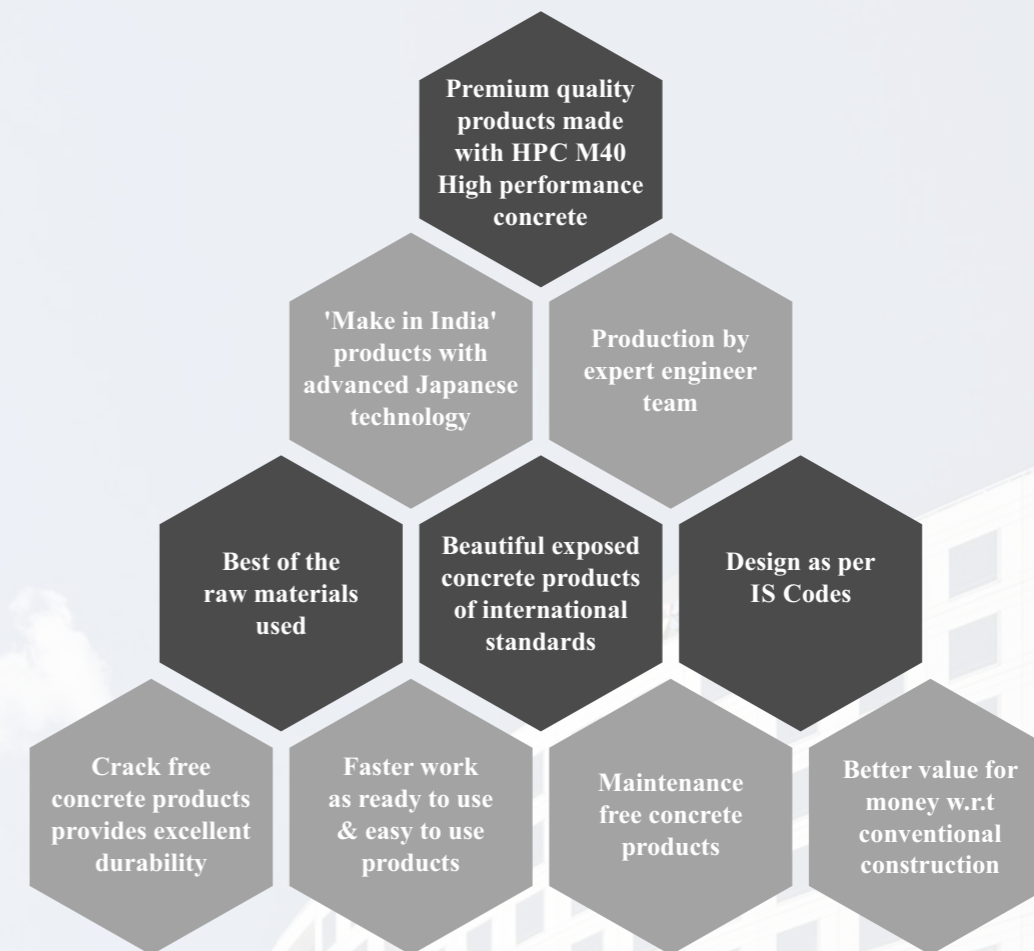 Premium quality
products made
with HPC M40
High performance
concrete
'Make in India'
products with
advanced Japanese
technology
Production by
expert engineer
team
Best of the
raw materials
used
Beautiful exposed
concrete products
of international
standards
Design as per
IS Codes
Crack free
concrete products
provides excellent
durability
Faster work
as ready to use
& easy to use
products
Maintenance
free concrete
products
Better value for
money w.r.t
conventional
construction